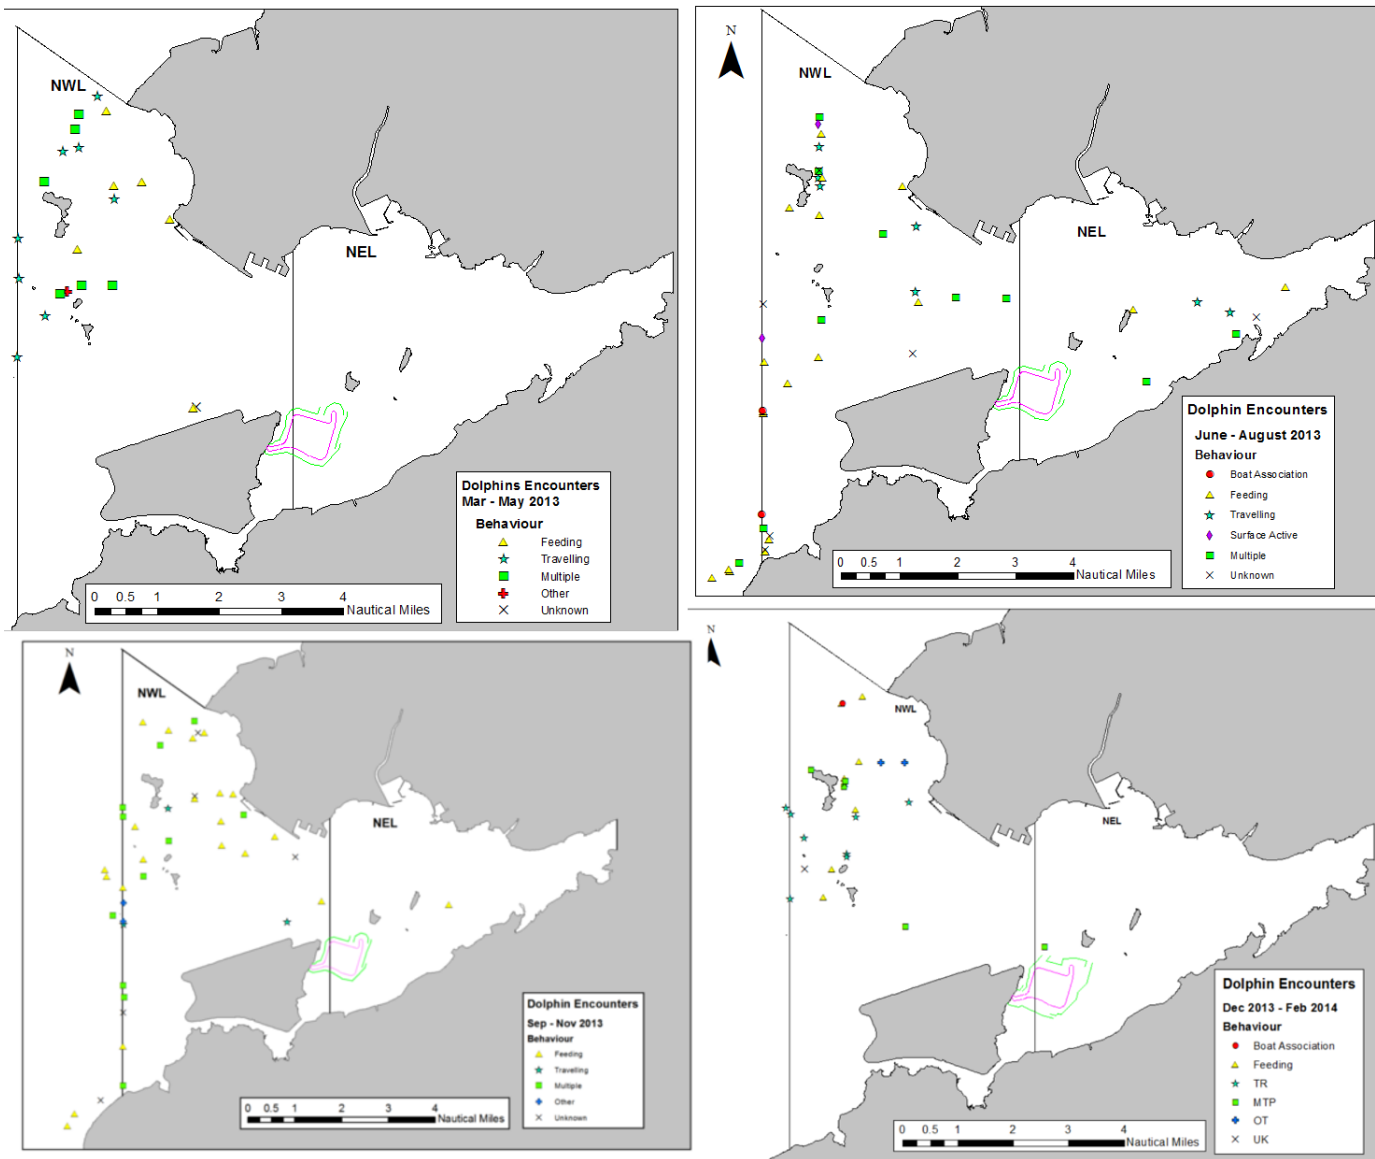 NWL
NEL
Dolphins Encounters
Mar - May 2013
Behaviour
Feeding
Travelling
Multiple
Other
Unknown
0 0.5 1 2 3 4
Nautical Miles
N
NWL
NEL
Dolphin Encounters
June - August 2013
Behaviour
Boat Association
Feeding
Travelling
Surface Active
Multiple
Unknown
0 0.5 1 2 3 4
Nautical Miles
N
NWL
NEL
Dolphin Encounters
Sep - Nov 2013
Behaviour
Feeding
Travelling
Multiple
Other
Unknown
0 0.5 1 2 3 4
Nautical Miles
N
NWL
NEL
Dolphin Encounters
Dec 2013 - Feb 2014
Behaviour
Boat Association
Feeding
TR
MTP
OT
UK
0 0.5 1 2 3 4
Nautical Miles